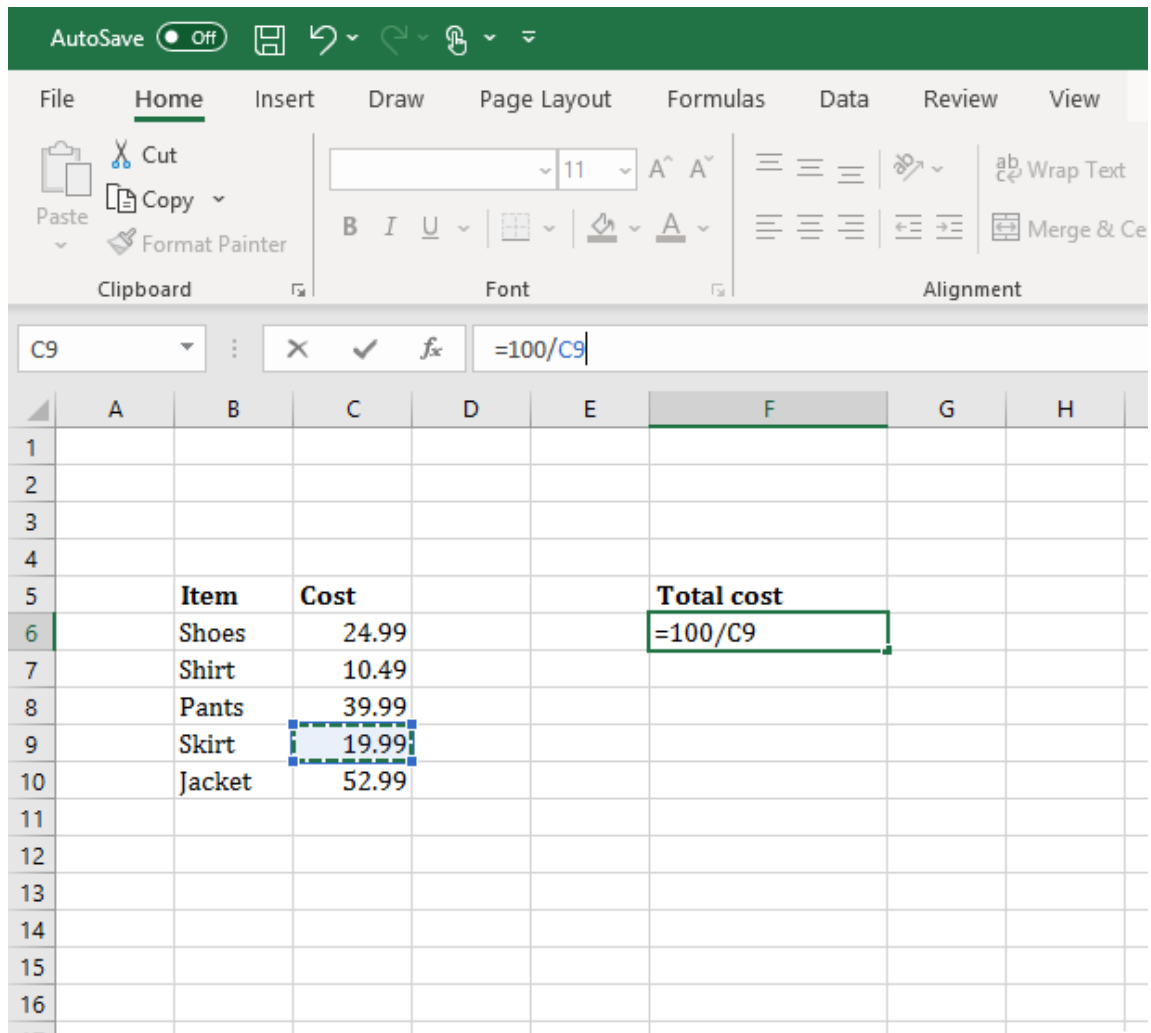 AutoSave Off
File Home Insert Draw Page Layout Formulas Data Review View
Cut
Copy
Paste
Format Painter
11 A^ Aˇ
B I U A
ab Wrap Text
Merge & Ce
Clipboard Font Alignment
C9 fx =100/C9
A B C D E F G H
1
2
3
4
5 Item Cost Total cost
6 Shoes 24.99 =100/C9
7 Shirt 10.49
8 Pants 39.99
9 Skirt 19.99
10 Jacket 52.99
11
12
13
14
15
16